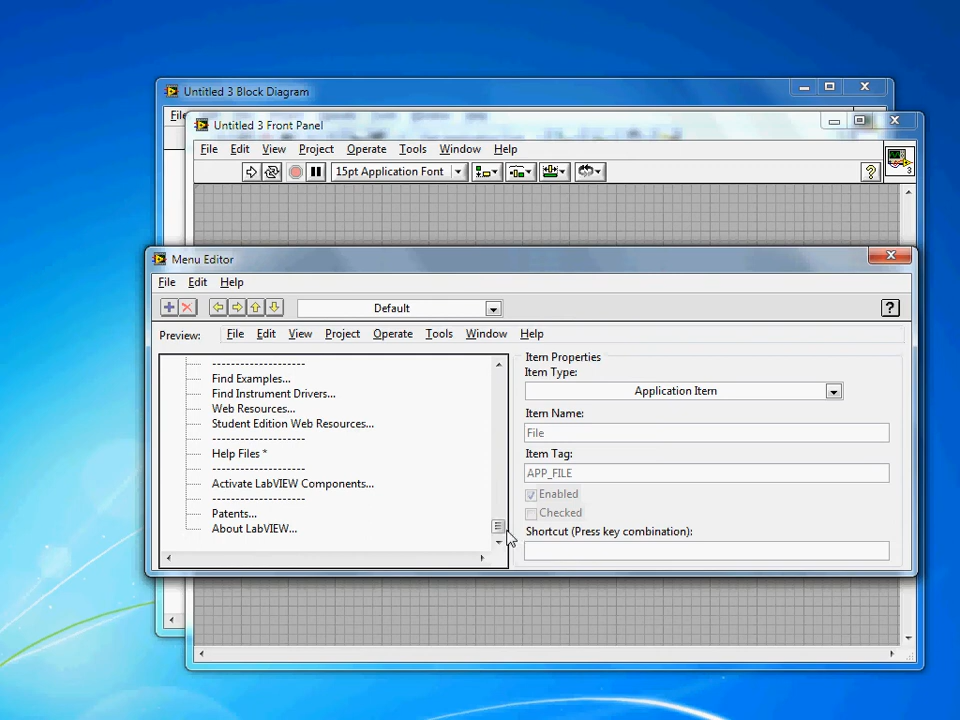 Untitled 3 Block Diagram
Untitled 3 Front Panel
File Edit View Project Operate Tools Window Help
15pt Application Font
3
Menu Editor
File Edit Help
Default
Preview: File Edit View Project Operate Tools Window Help
--------------------
Find Examples...
Find Instrument Drivers...
Web Resources...
Student Edition Web Resources...
--------------------
Help Files *
--------------------
Activate LabVIEW Components...
--------------------
Patents...
About LabVIEW...
Item Properties
Item Type:
Application Item
Item Name:
File
Item Tag:
APP_FILE
Enabled
Checked
Shortcut (Press key combination):